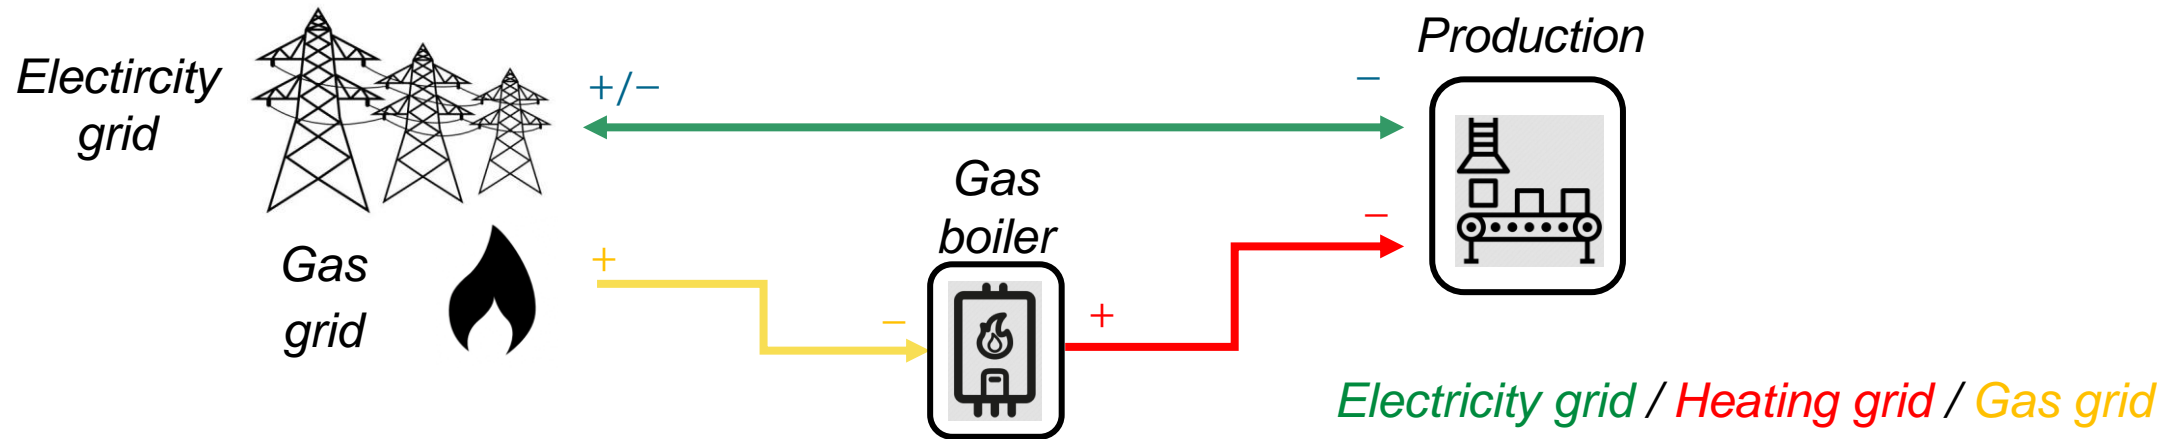 Electircity
grid
+/−
−
Production
Gas
boiler
−
Gas
grid
+
−
+
Electricity grid / Heating grid / Gas grid